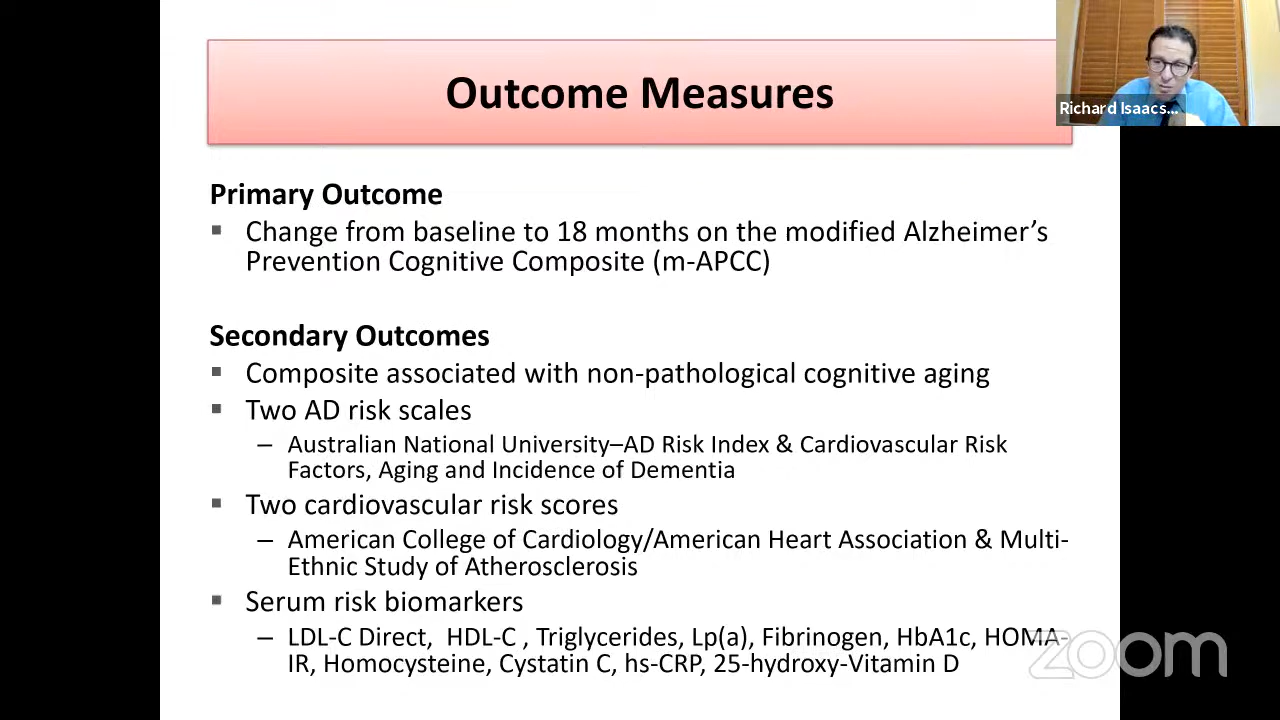 Outcome Measures
Richard Isaacs...
Primary Outcome
▪ Change from baseline to 18 months on the modified Alzheimer’s
Prevention Cognitive Composite (m-APCC)
Secondary Outcomes
▪ Composite associated with non-pathological cognitive aging
▪ Two AD risk scales
– Australian National University–AD Risk Index & Cardiovascular Risk
Factors, Aging and Incidence of Dementia
▪ Two cardiovascular risk scores
– American College of Cardiology/American Heart Association & Multi-
Ethnic Study of Atherosclerosis
▪ Serum risk biomarkers
– LDL-C Direct, HDL-C , Triglycerides, Lp(a), Fibrinogen, HbA1c, HOMA-
IR, Homocysteine, Cystatin C, hs-CRP, 25-hydroxy-Vitamin D
zoom